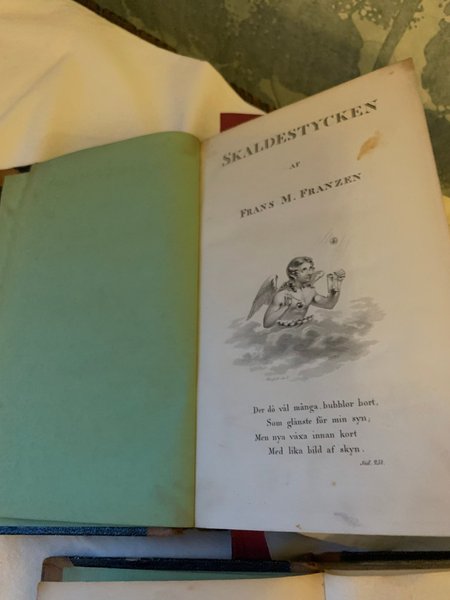 SKALDESTYCKEN
AF
FRANS M. FRANZEN
Der dö väl många bubblor bort,
Som glänste för min syn;
Men nya växa innan kort
Med lika bild af skyn.